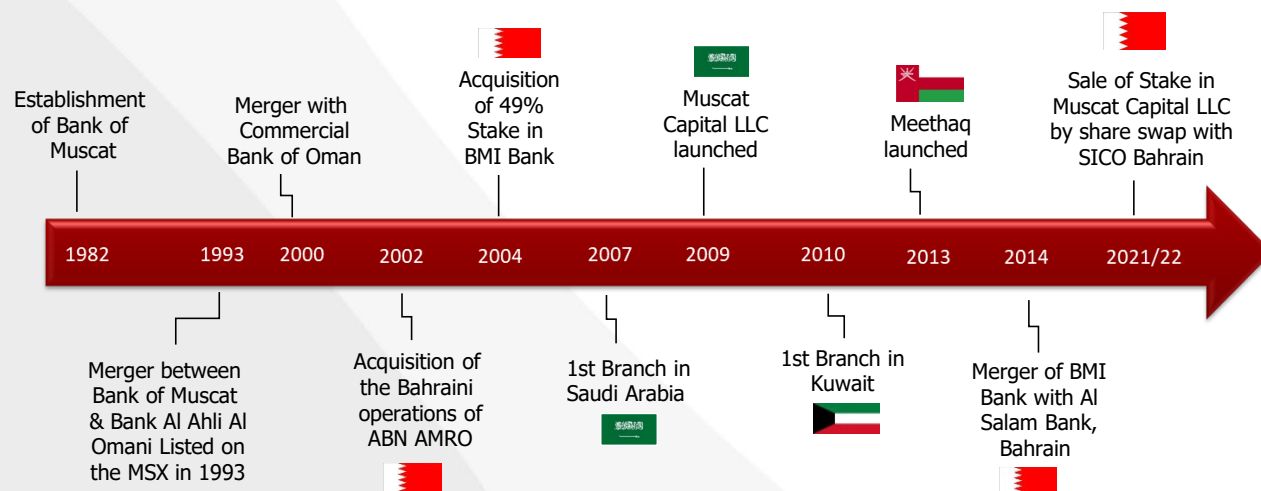 Establishment
of Bank of
Muscat
Merger with
Commercial
Bank of Oman
Acquisition
of 49%
Stake in
BMI Bank
Muscat
Capital LLC
launched
Meethaq
launched
Sale of Stake in
Muscat Capital LLC
by share swap with
SICO Bahrain
1982 1993 2000 2002 2004 2007 2009 2010 2013 2014 2021/22
Merger between
Bank of Muscat
& Bank Al Ahli Al
Omani Listed on
the MSX in 1993
Acquisition of
the Bahraini
operations of
ABN AMRO
1st Branch in
Saudi Arabia
1st Branch in
Kuwait
Merger of BMI
Bank with Al
Salam Bank,
Bahrain